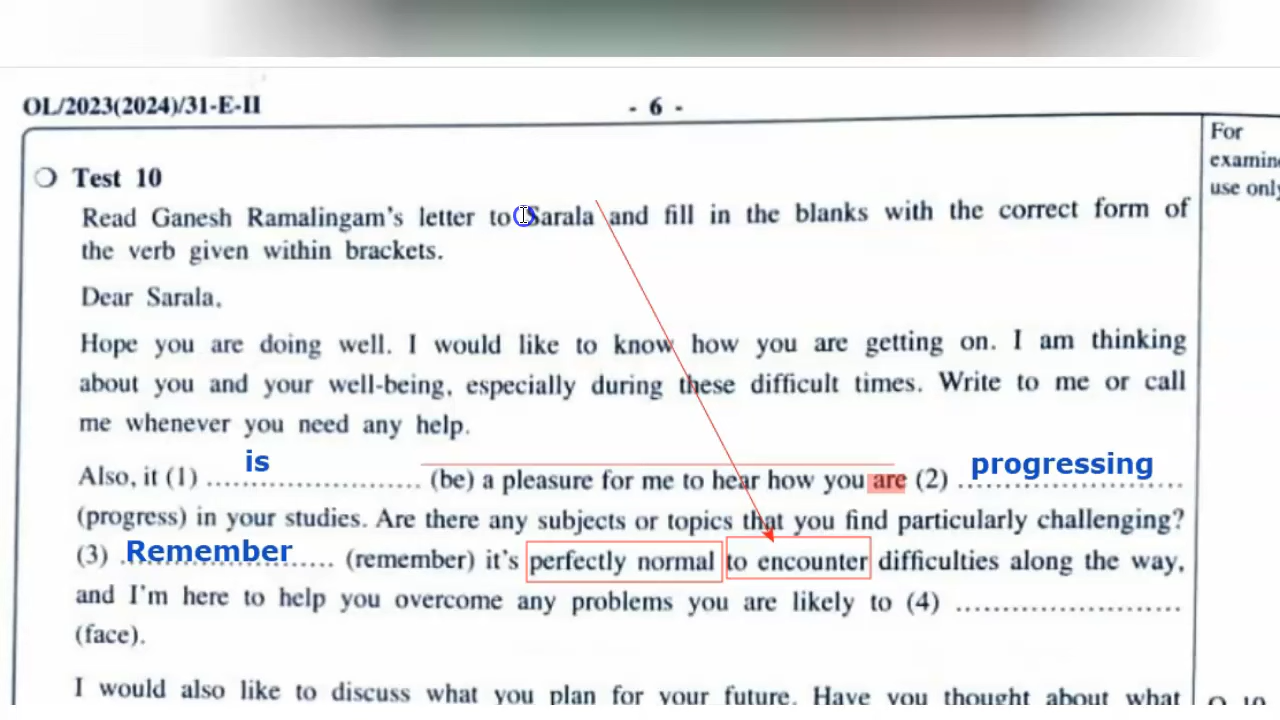 OL/2023(2024)/31-E-II
- 6 -
For
examin
use only
Test 10
Read Ganesh Ramalingam's letter to Sarala and fill in the blanks with the correct form of
the verb given within brackets.
Dear Sarala,
Hope you are doing well. I would like to know how you are getting on. I am thinking
about you and your well-being, especially during these difficult times. Write to me or call
me whenever you need any help.
Also, it (1) is (be) a pleasure for me to hear how you are (2) progressing
(progress) in your studies. Are there any subjects or topics that you find particularly challenging?
(3) Remember (remember) it's perfectly normal to encounter difficulties along the way,
and I'm here to help you overcome any problems you are likely to (4) ........................
(face).
I would also like to discuss what you plan for your future. Have you thought about what